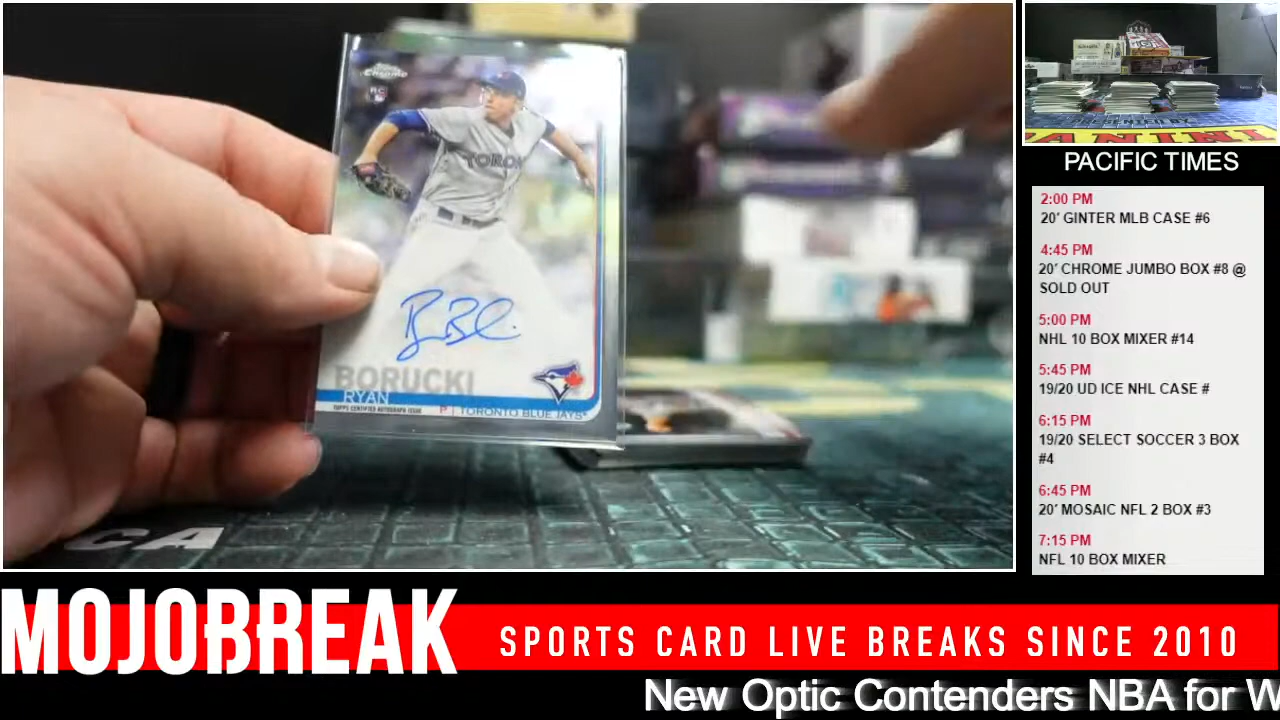 Chrome
RC
TORON
BORUCKI
RYAN
TOPPS CERTIFIED AUTOGRAPH ISSUE
P | TORONTO BLUE JAYS®
CA
PANINI
PACIFIC TIMES
2:00 PM
20' GINTER MLB CASE #6
4:45 PM
20' CHROME JUMBO BOX #8 @
SOLD OUT
5:00 PM
NHL 10 BOX MIXER #14
5:45 PM
19/20 UD ICE NHL CASE #
6:15 PM
19/20 SELECT SOCCER 3 BOX
#4
6:45 PM
20' MOSAIC NFL 2 BOX #3
7:15 PM
NFL 10 BOX MIXER
MOJOBREAK
SPORTS CARD LIVE BREAKS SINCE 2010
New Optic Contenders NBA for W